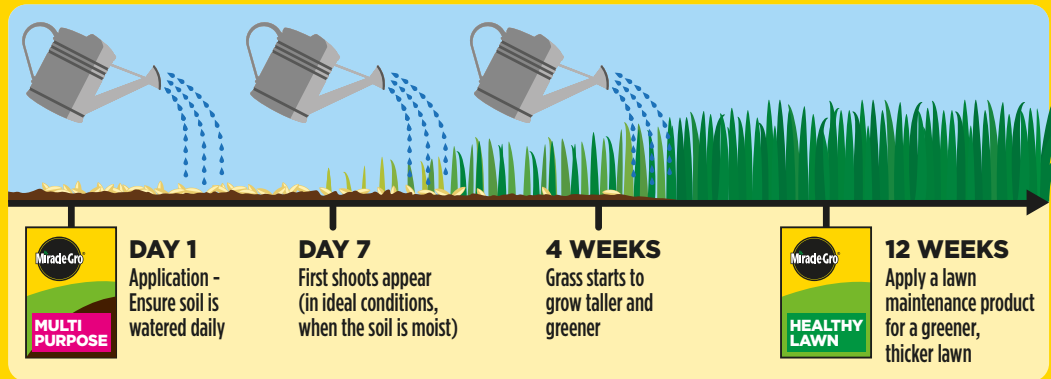 Miracle-Gro®
MULTI
PURPOSE
DAY 1
Application -
Ensure soil is
watered daily
DAY 7
First shoots appear
(in ideal conditions,
when the soil is moist)
4 WEEKS
Grass starts to
grow taller and
greener
Miracle-Gro®
HEALTHY
LAWN
12 WEEKS
Apply a lawn
maintenance product
for a greener,
thicker lawn